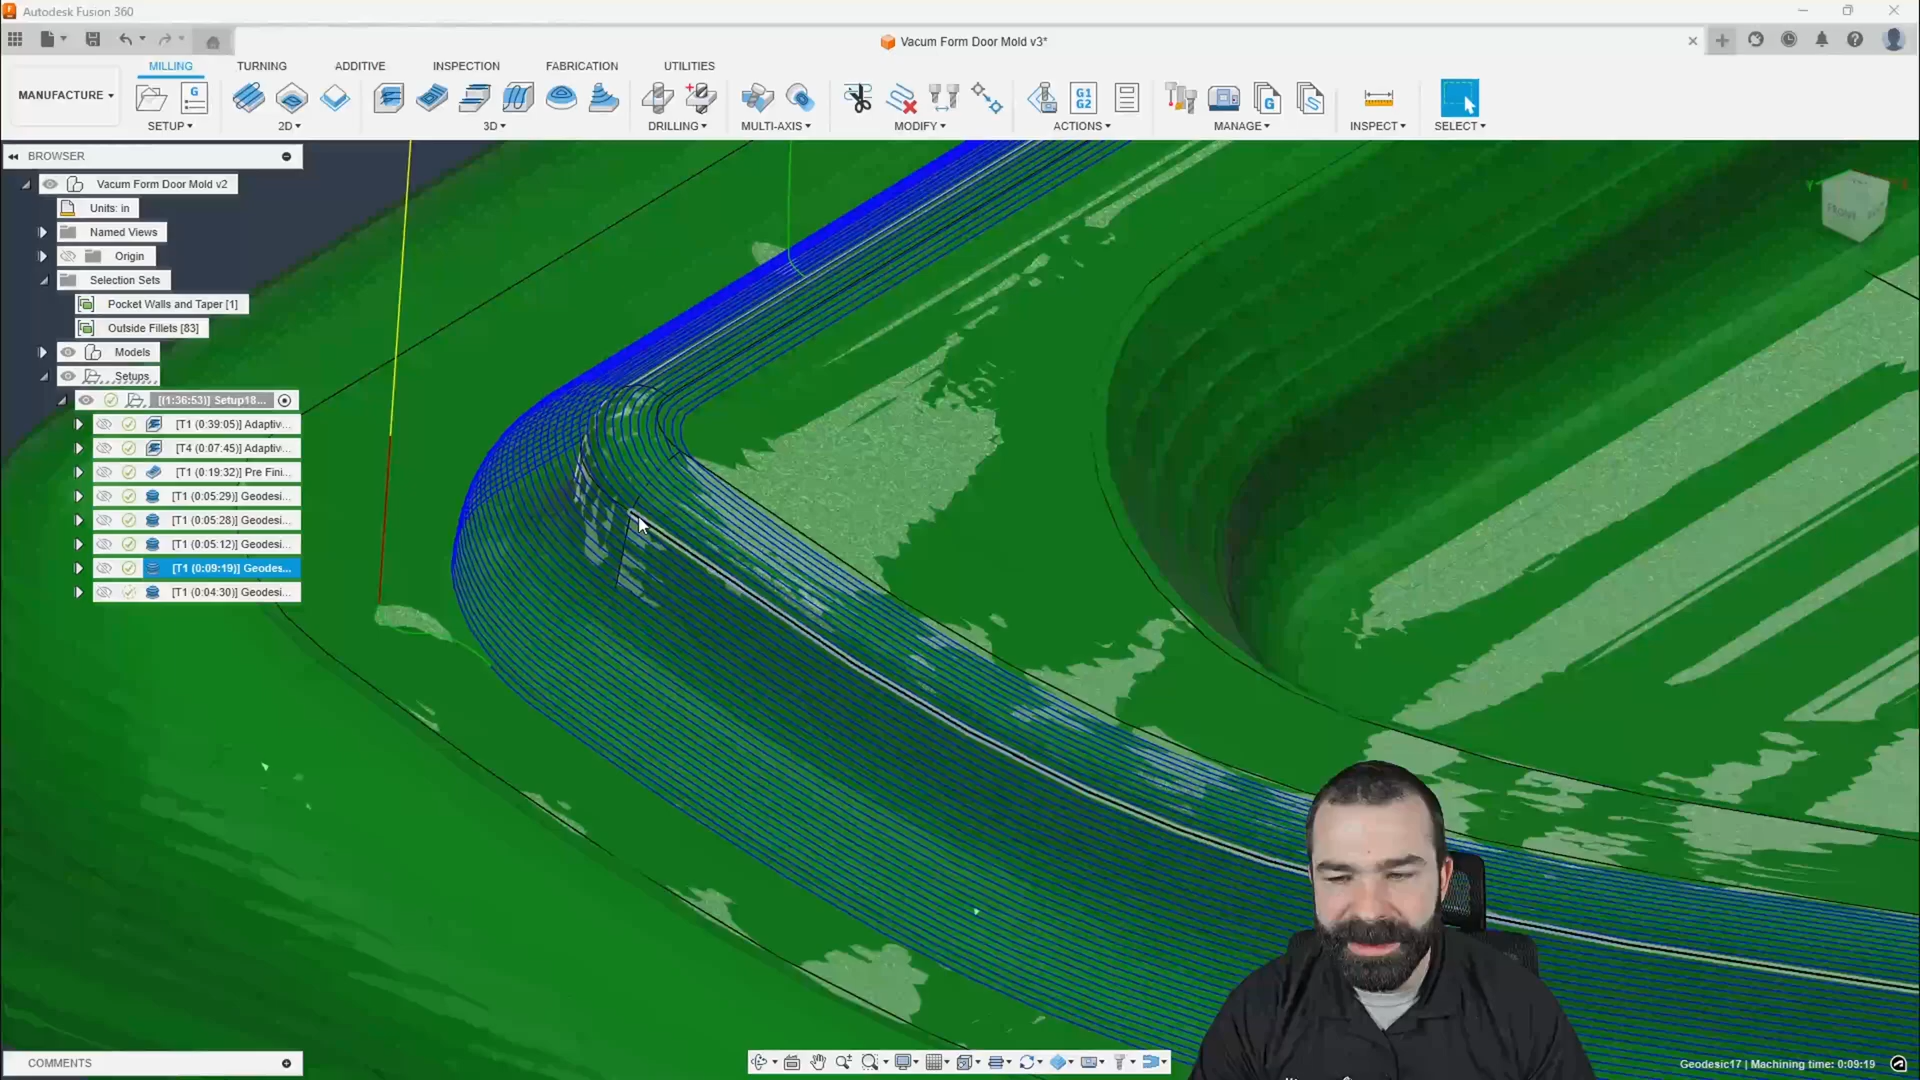 Autodesk Fusion 360
Vacum Form Door Mold v3*
MANUFACTURE
MILLING
TURNING
ADDITIVE
INSPECTION
FABRICATION
UTILITIES
SETUP
2D
3D
DRILLING
MULTI-AXIS
MODIFY
ACTIONS
MANAGE
INSPECT
SELECT
G
G1
G2
G
BROWSER
Vacum Form Door Mold v2
Units: in
Named Views
Origin
Selection Sets
Pocket Walls and Taper [1]
Outside Fillets [83]
Models
Setups
[(1:36:53)] Setup18...
[T1 (0:39:05)] Adaptiv...
[T4 (0:07:45)] Adaptiv...
[T1 (0:19:32)] Pre Fini...
[T1 (0:05:29)] Geodesi...
[T1 (0:05:28)] Geodesi...
[T1 (0:05:12)] Geodesi...
[T1 (0:09:19)] Geodes...
[T1 (0:04:30)] Geodesi...
FRONT
COMMENTS
Geodesic17 | Machining time: 0:09:19